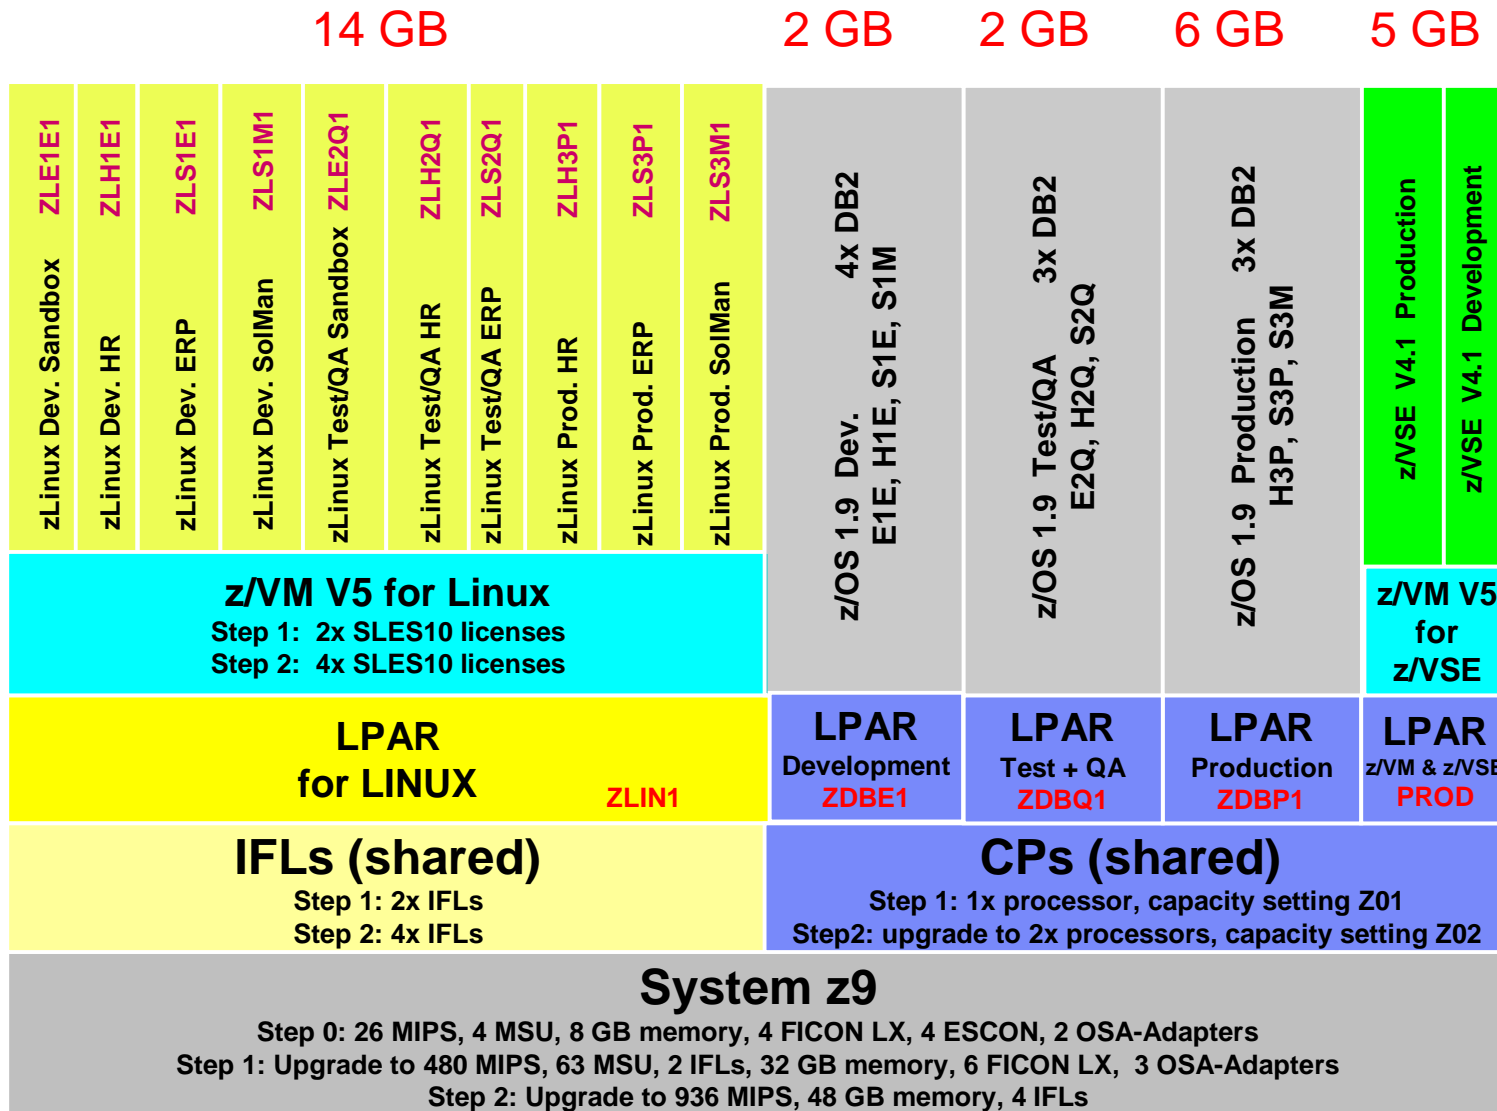 14 GB
2 GB
2 GB
6 GB
5 GB
zLinux Dev. Sandbox ZLE1E1
zLinux Dev. HR ZLH1E1
zLinux Dev. ERP ZLS1E1
zLinux Dev. SolMan ZLS1M1
zLinux Test/QA Sandbox ZLE2Q1
zLinux Test/QA HR ZLH2Q1
zLinux Test/QA ERP ZLS2Q1
zLinux Prod. HR ZLH3P1
zLinux Prod. ERP ZLS3P1
zLinux Prod. SolMan ZLS3M1
z/OS 1.9 Dev. 4x DB2
E1E, H1E, S1E, S1M
z/OS 1.9 Test/QA 3x DB2
E2Q, H2Q, S2Q
z/OS 1.9 Production 3x DB2
H3P, S3P, S3M
z/VSE V4.1 Production
z/VSE V4.1 Development
z/VM V5 for Linux
Step 1: 2x SLES10 licenses
Step 2: 4x SLES10 licenses
z/VM V5
for
z/VSE
LPAR
for LINUX
ZLIN1
LPAR
Development
ZDBE1
LPAR
Test + QA
ZDBQ1
LPAR
Production
ZDBP1
LPAR
z/VM & z/VSE
PROD
IFLs (shared)
Step 1: 2x IFLs
Step 2: 4x IFLs
CPs (shared)
Step 1: 1x processor, capacity setting Z01
Step2: upgrade to 2x processors, capacity setting Z02
System z9
Step 0: 26 MIPS, 4 MSU, 8 GB memory, 4 FICON LX, 4 ESCON, 2 OSA-Adapters
Step 1: Upgrade to 480 MIPS, 63 MSU, 2 IFLs, 32 GB memory, 6 FICON LX, 3 OSA-Adapters
Step 2: Upgrade to 936 MIPS, 48 GB memory, 4 IFLs